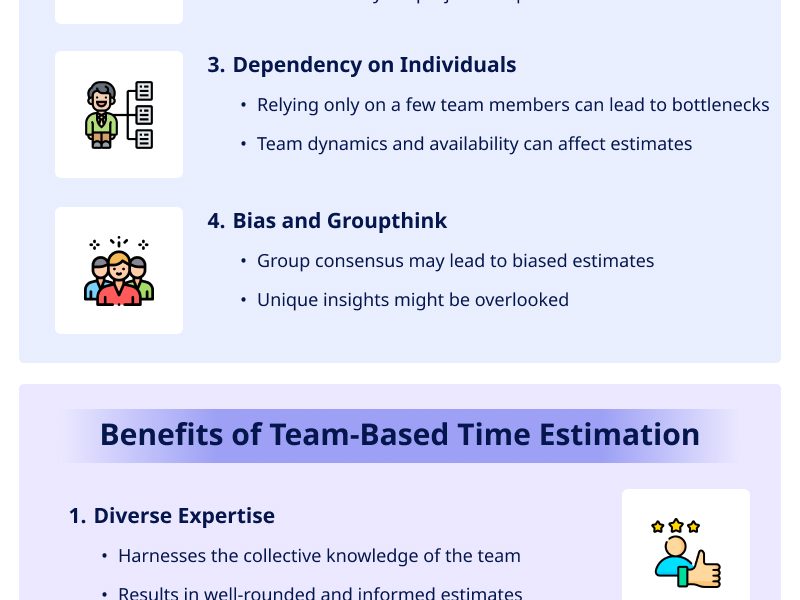 3. Dependency on Individuals
• Relying only on a few team members can lead to bottlenecks
• Team dynamics and availability can affect estimates
4. Bias and Groupthink
• Group consensus may lead to biased estimates
• Unique insights might be overlooked
Benefits of Team-Based Time Estimation
1. Diverse Expertise
• Harnesses the collective knowledge of the team
• Results in well-rounded and informed estimates